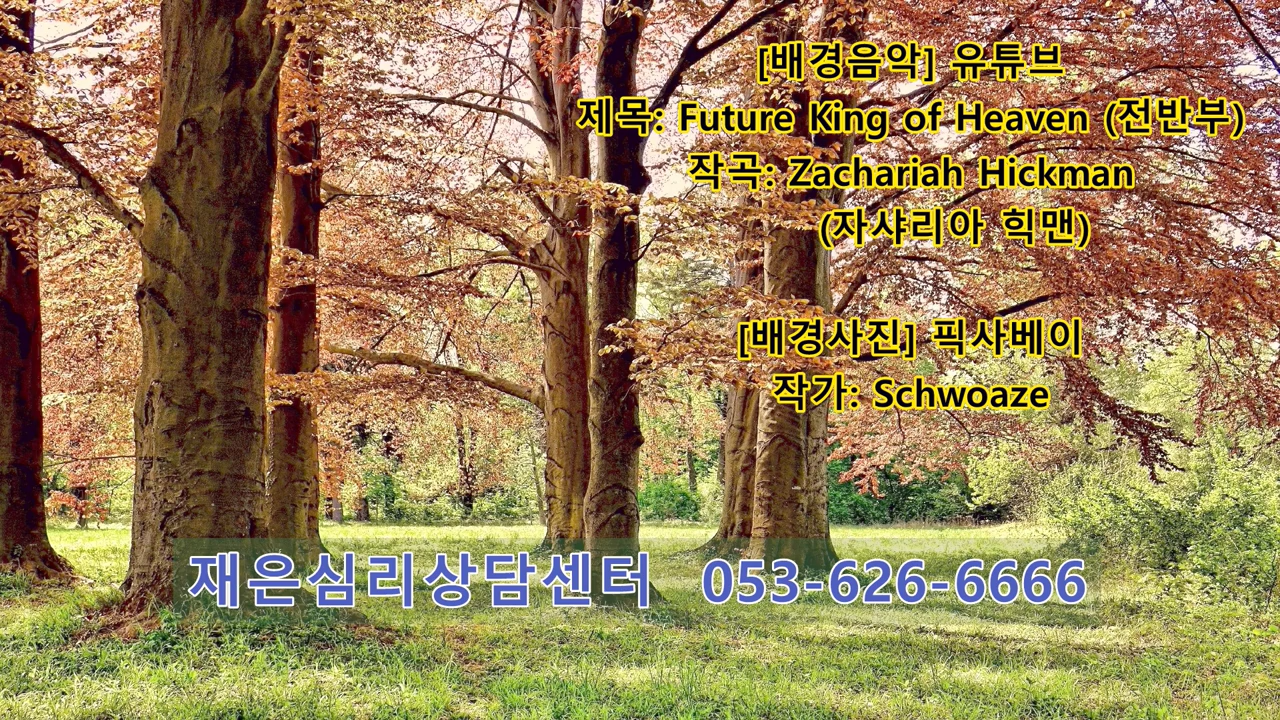 [배경음악] 유튜브
제목: Future King of Heaven (전반부)
작곡: Zachariah Hickman
(자샤리아 힉맨)
[배경사진] 픽사베이
작가: Schwoaze
재은심리상담센터 053-626-6666